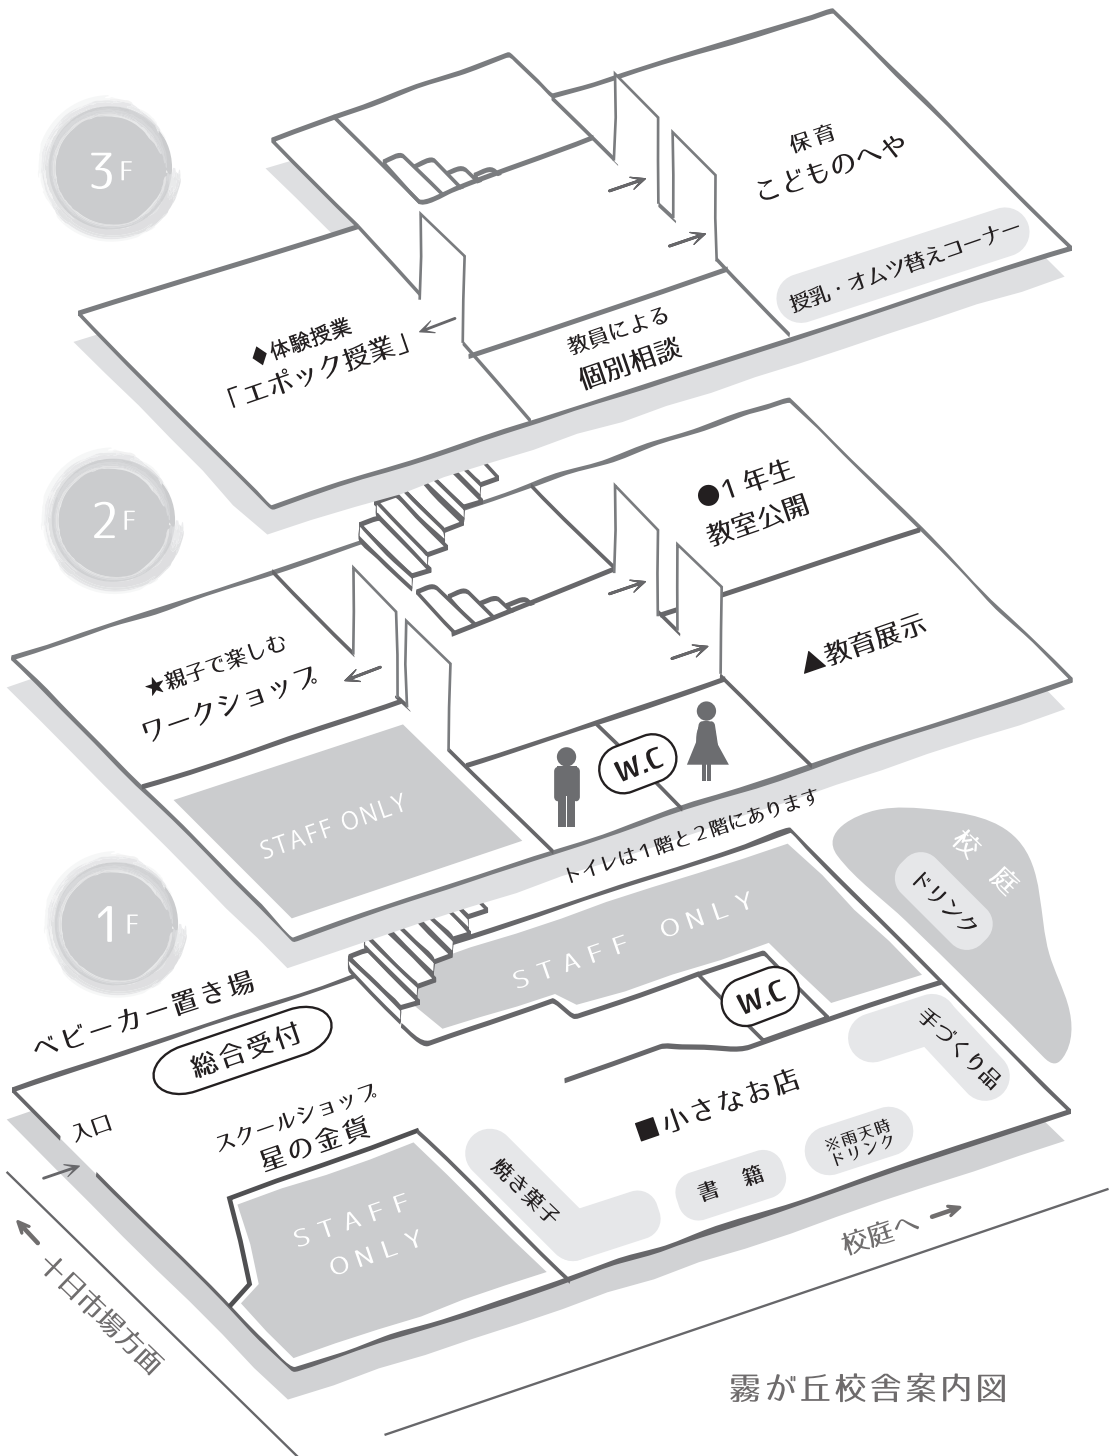 3F
保育
こどものへや
授乳・オムツ替えコーナー
◆体験授業
「エポック授業」
教員による
個別相談
2F
●1年生
教室公開
▲教育展示
★親子で楽しむ
ワークショップ
STAFF ONLY
W.C
トイレは1階と2階にあります
1F
校庭
ドリンク
STAFF ONLY
W.C
ベビーカー置き場
総合受付
入口
スクールショップ
星の金貨
STAFF
ONLY
■小さなお店
手づくり品
焼き菓子
書籍
※雨天時
ドリンク
校庭へ
十日市場方面
霧が丘校舎案内図